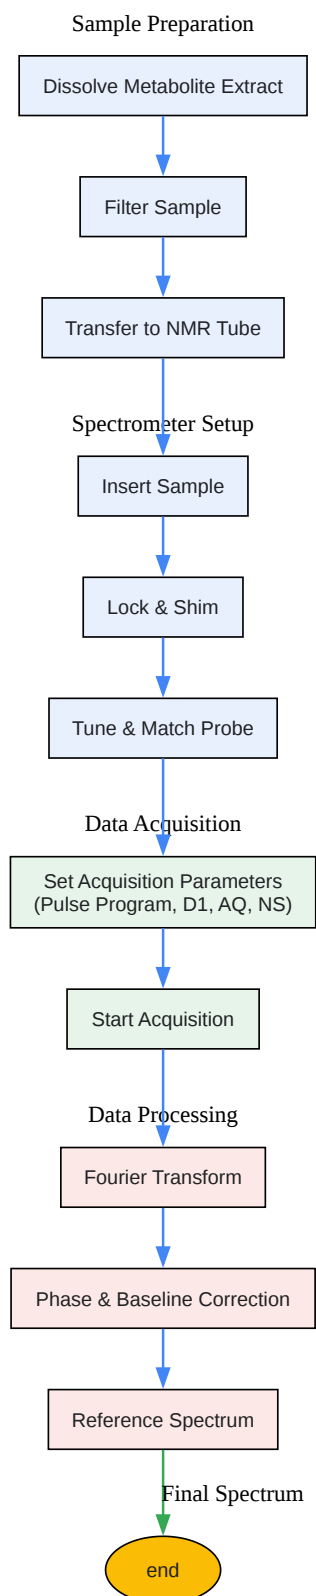 Sample Preparation
Dissolve Metabolite Extract
Filter Sample
Transfer to NMR Tube
Spectrometer Setup
Insert Sample
Lock & Shim
Tune & Match Probe
Data Acquisition
Set Acquisition Parameters
(Pulse Program, D1, AQ, NS)
Start Acquisition
Data Processing
Fourier Transform
Phase & Baseline Correction
Reference Spectrum
Final Spectrum
end